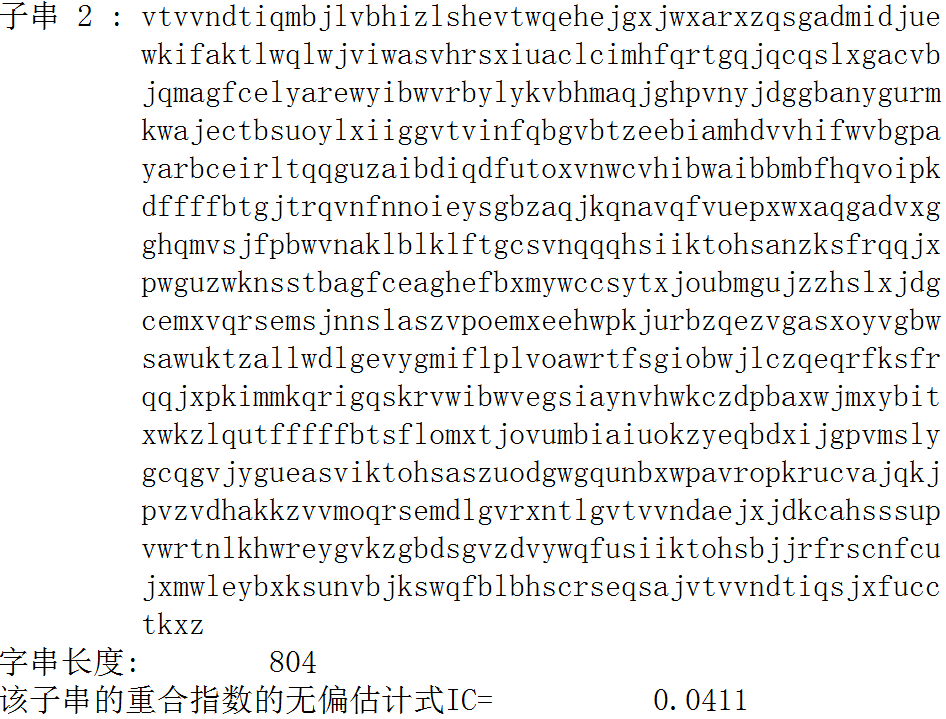 子串 2 : vtvvndtiqmbjlvbhizlshevtwqehejgxjwxarxzqsgadmidjue
wkifaktlwqlwjviwasvhrsxiuaclcimhfqrtgqjqcqslxgacvb
jqmagfcelyarewyibwvrbylykvbhmaqjghpvnyjdggbanygurm
kwajectbsuoylxiiggvtvinfqbgvbtzeebiamhdvvhifwvbgpa
yarbceirltqqguzaibdiqdfutoxvnwcvhibwaibbmbfhqvoipk
dffffbtgjtrqvnfnnoieysgbzaqjkqnavqfvuepxwxaqgadvxg
ghqmvsjfpbwvnaklblklftgcsvnqqqhsiiktohsanzksfrqqjx
pwguzwknsstbagfceaghefbxmywccsytxjoubmgujzzhslxjdg
cemxvqrsemsjnnslaszvpoemxeehwpkjurbzqezvgasxoyvgbw
sawuktzallwdlgevygmiflplvoawrtfsgiobwjlczqeqrfksfr
qqjxpkimmkqrigqskrvwibwvegsiaynvhwkczdpbaxwjmxybit
xwkzlqutfffffbtsflomxtjovumbiaiuokzyeqbdxijgpvmsly
gcqgvjygueasviktohsaszuodgwgqunbxwpavropkrucvajqkj
pvzvdhakkzvvmoqrsemdlgvrxntlgvtvvndaejxjdkcahsssup
vwrtnlkhwreygvkzgbdsgvzdvywqfusiiktohsbjjrfrscnfcu
jxmwleybxksunvbjkswqfblbhscrseqsajvtvvndtiqsjxfucc
tkxz
字串长度: 804
该子串的重合指数的无偏估计式IC= 0.0411